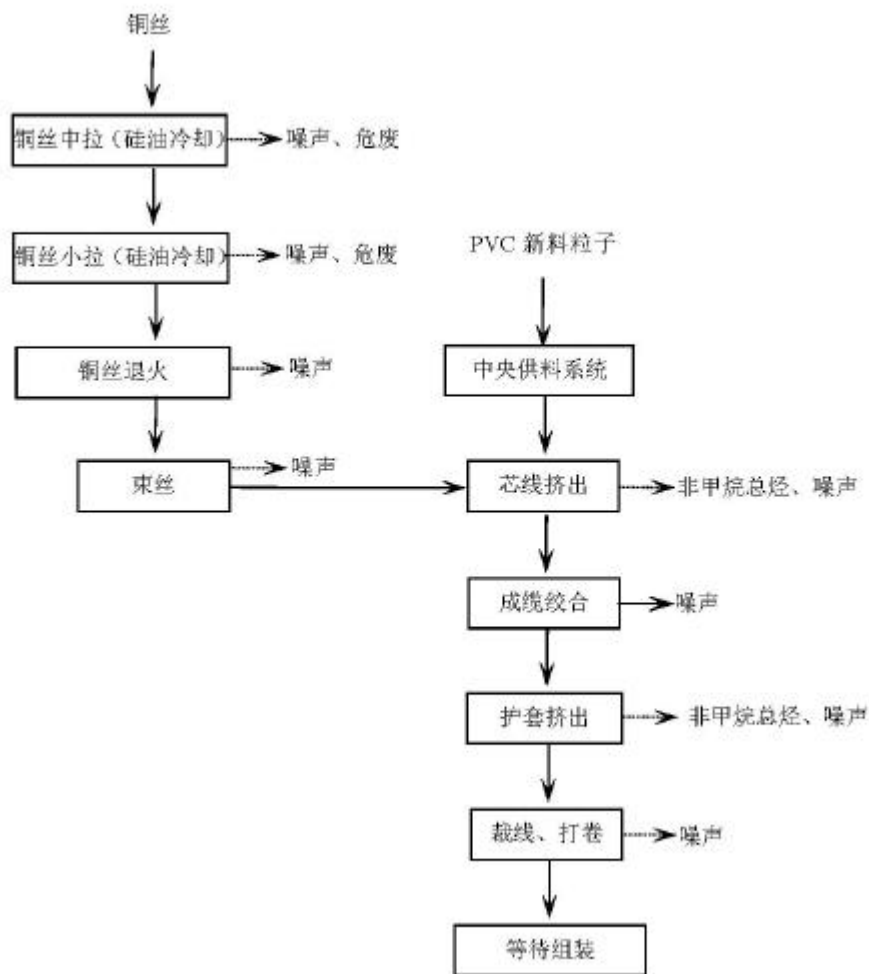 铜丝
铜丝中拉（硅油冷却）
噪声、危废
铜丝小拉（硅油冷却）
噪声、危废
PVC 新料粒子
铜丝退火
噪声
中央供料系统
束丝
噪声
芯线挤出
非甲烷总烃、噪声
成缆绞合
噪声
护套挤出
非甲烷总烃、噪声
裁线、打卷
噪声
等待组装